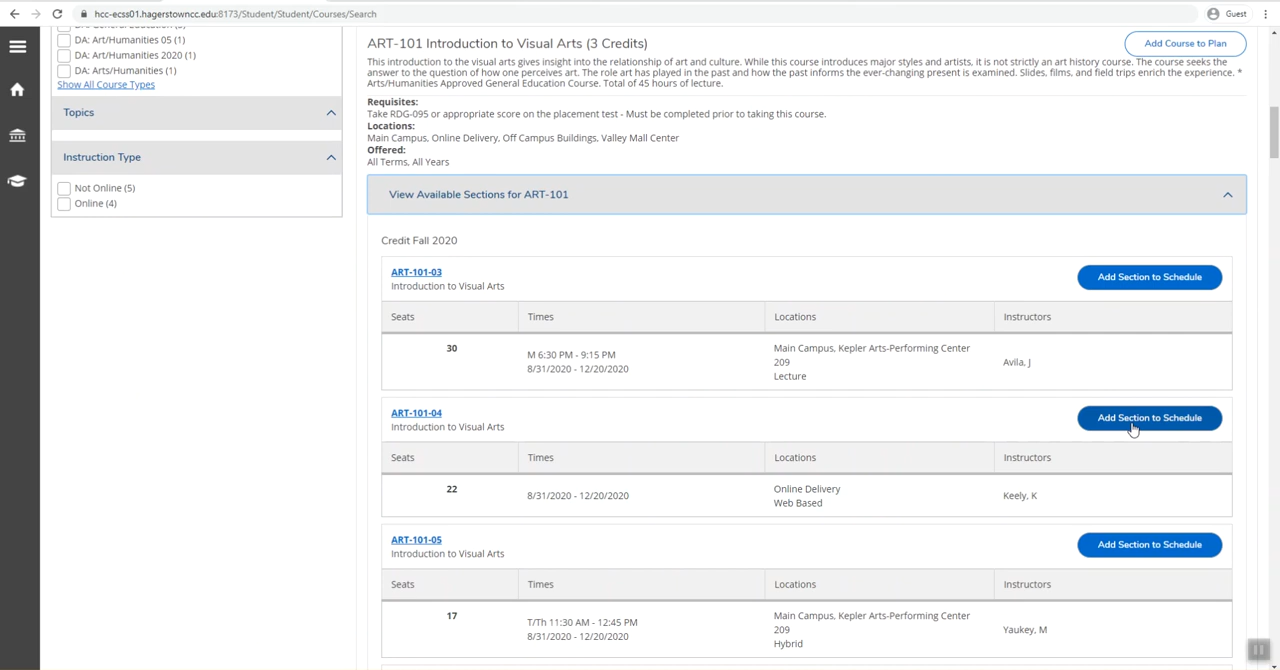 hcc-ecss01.hagerstowncc.edu:8173/Student/Student/Courses/Search
Guest
DA: Art/Humanities 05 (1)
DA: Art/Humanities 2020 (1)
DA: Arts/Humanities (1)
Show All Course Types
Topics
Instruction Type
Not Online (5)
Online (4)
ART-101 Introduction to Visual Arts (3 Credits)
Add Course to Plan
This introduction to the visual arts gives insight into the relationship of art and culture. While this course introduces major styles and artists, it is not strictly an art history course. The course seeks the
answer to the question of how one perceives art. The role art has played in the past and how the past informs the ever-changing present is examined. Slides, films, and field trips enrich the experience. *
Arts/Humanities Approved General Education Course. Total of 45 hours of lecture.
Requisites:
Take RDG-095 or appropriate score on the placement test - Must be completed prior to taking this course.
Locations:
Main Campus, Online Delivery, Off Campus Buildings, Valley Mall Center
Offered:
All Terms, All Years
View Available Sections for ART-101
Credit Fall 2020
ART-101-03
Introduction to Visual Arts
Add Section to Schedule
Seats Times Locations Instructors
30
M 6:30 PM - 9:15 PM
8/31/2020 - 12/20/2020
Main Campus, Kepler Arts-Performing Center
209
Lecture
Avila, J
ART-101-04
Introduction to Visual Arts
Add Section to Schedule
Seats Times Locations Instructors
22
8/31/2020 - 12/20/2020
Online Delivery
Web Based
Keely, K
ART-101-05
Introduction to Visual Arts
Add Section to Schedule
Seats Times Locations Instructors
17
T/Th 11:30 AM - 12:45 PM
8/31/2020 - 12/20/2020
Main Campus, Kepler Arts-Performing Center
209
Hybrid
Yaukey, M